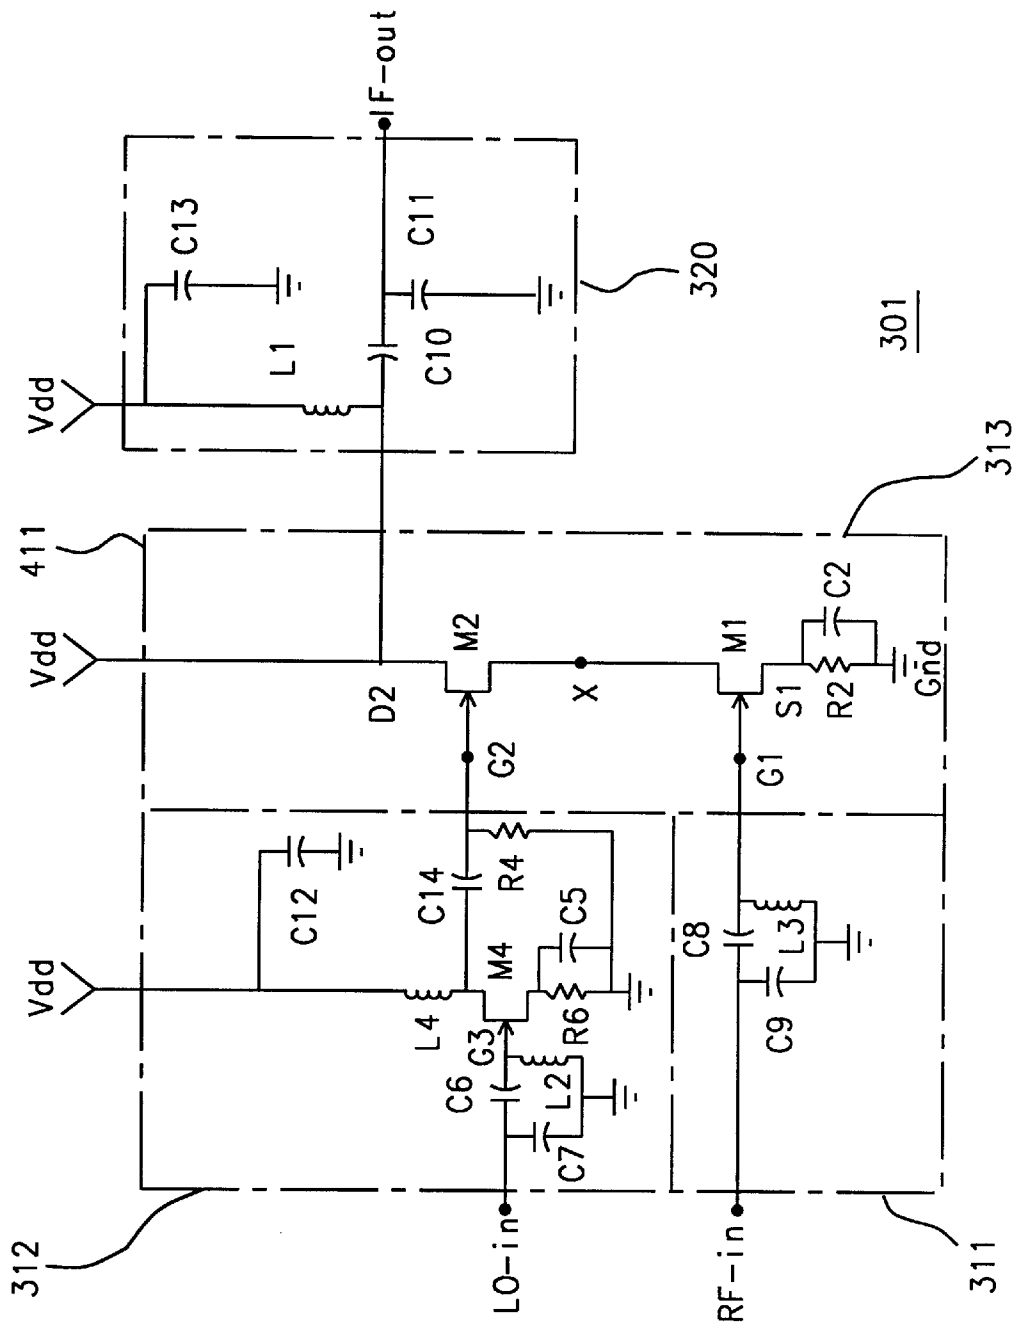 312
LO-in
RF-in
311
Vdd
C12
L4
G3
M4
C14
R4
C5
R6
C6
L2
C7
C8
L3
C9
411
Vdd
D2
M2
G2
X
M1
G1
S1
R2
C2
Gnd
313
Vdd
C13
L1
C10
C11
IF-out
320
301